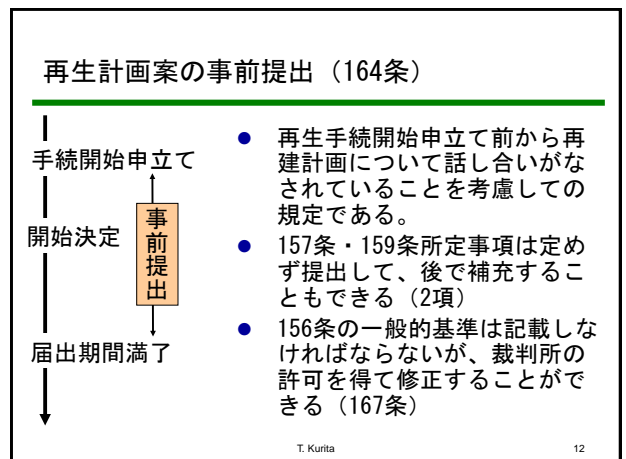 再生計画案の事前提出（164条）
手続開始申立て
開始決定
届出期間満了
事前提出
● 再生手続開始申立て前から再
建計画について話し合いがな
されていることを考慮しての
規定である。
● 157条・159条所定事項は定め
ず提出して、後で補充するこ
ともできる（2項）
● 156条の一般的基準は記載しな
ければならないが、裁判所の
許可を得て修正することがで
きる（167条）
T. Kurita
12